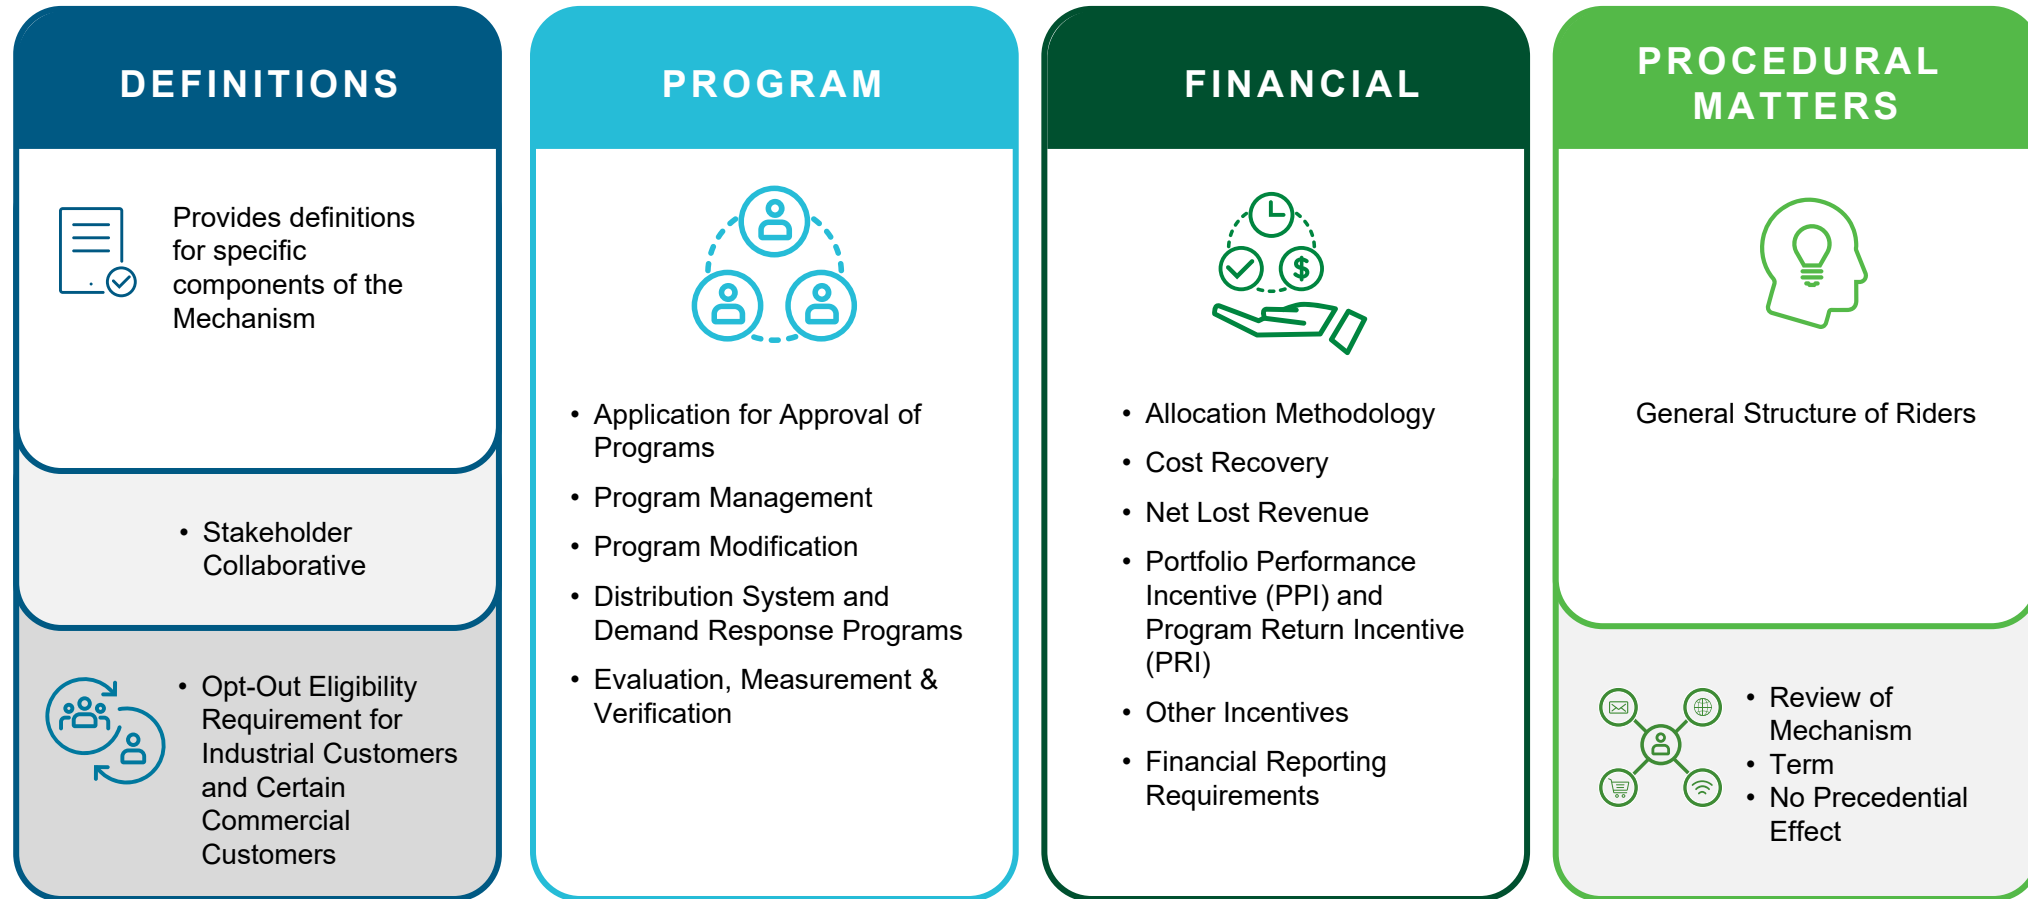 DEFINITIONS
Provides definitions
for specific
components of the
Mechanism
• Stakeholder
Collaborative
• Opt-Out Eligibility
Requirement for
Industrial Customers
and Certain
Commercial
Customers
PROGRAM
• Application for Approval of
Programs
• Program Management
• Program Modification
• Distribution System and
Demand Response Programs
• Evaluation, Measurement &
Verification
FINANCIAL
$
• Allocation Methodology
• Cost Recovery
• Net Lost Revenue
• Portfolio Performance
Incentive (PPI) and
Program Return Incentive
(PRI)
• Other Incentives
• Financial Reporting
Requirements
PROCEDURAL
MATTERS
General Structure of Riders
• Review of
Mechanism
• Term
• No Precedential
Effect